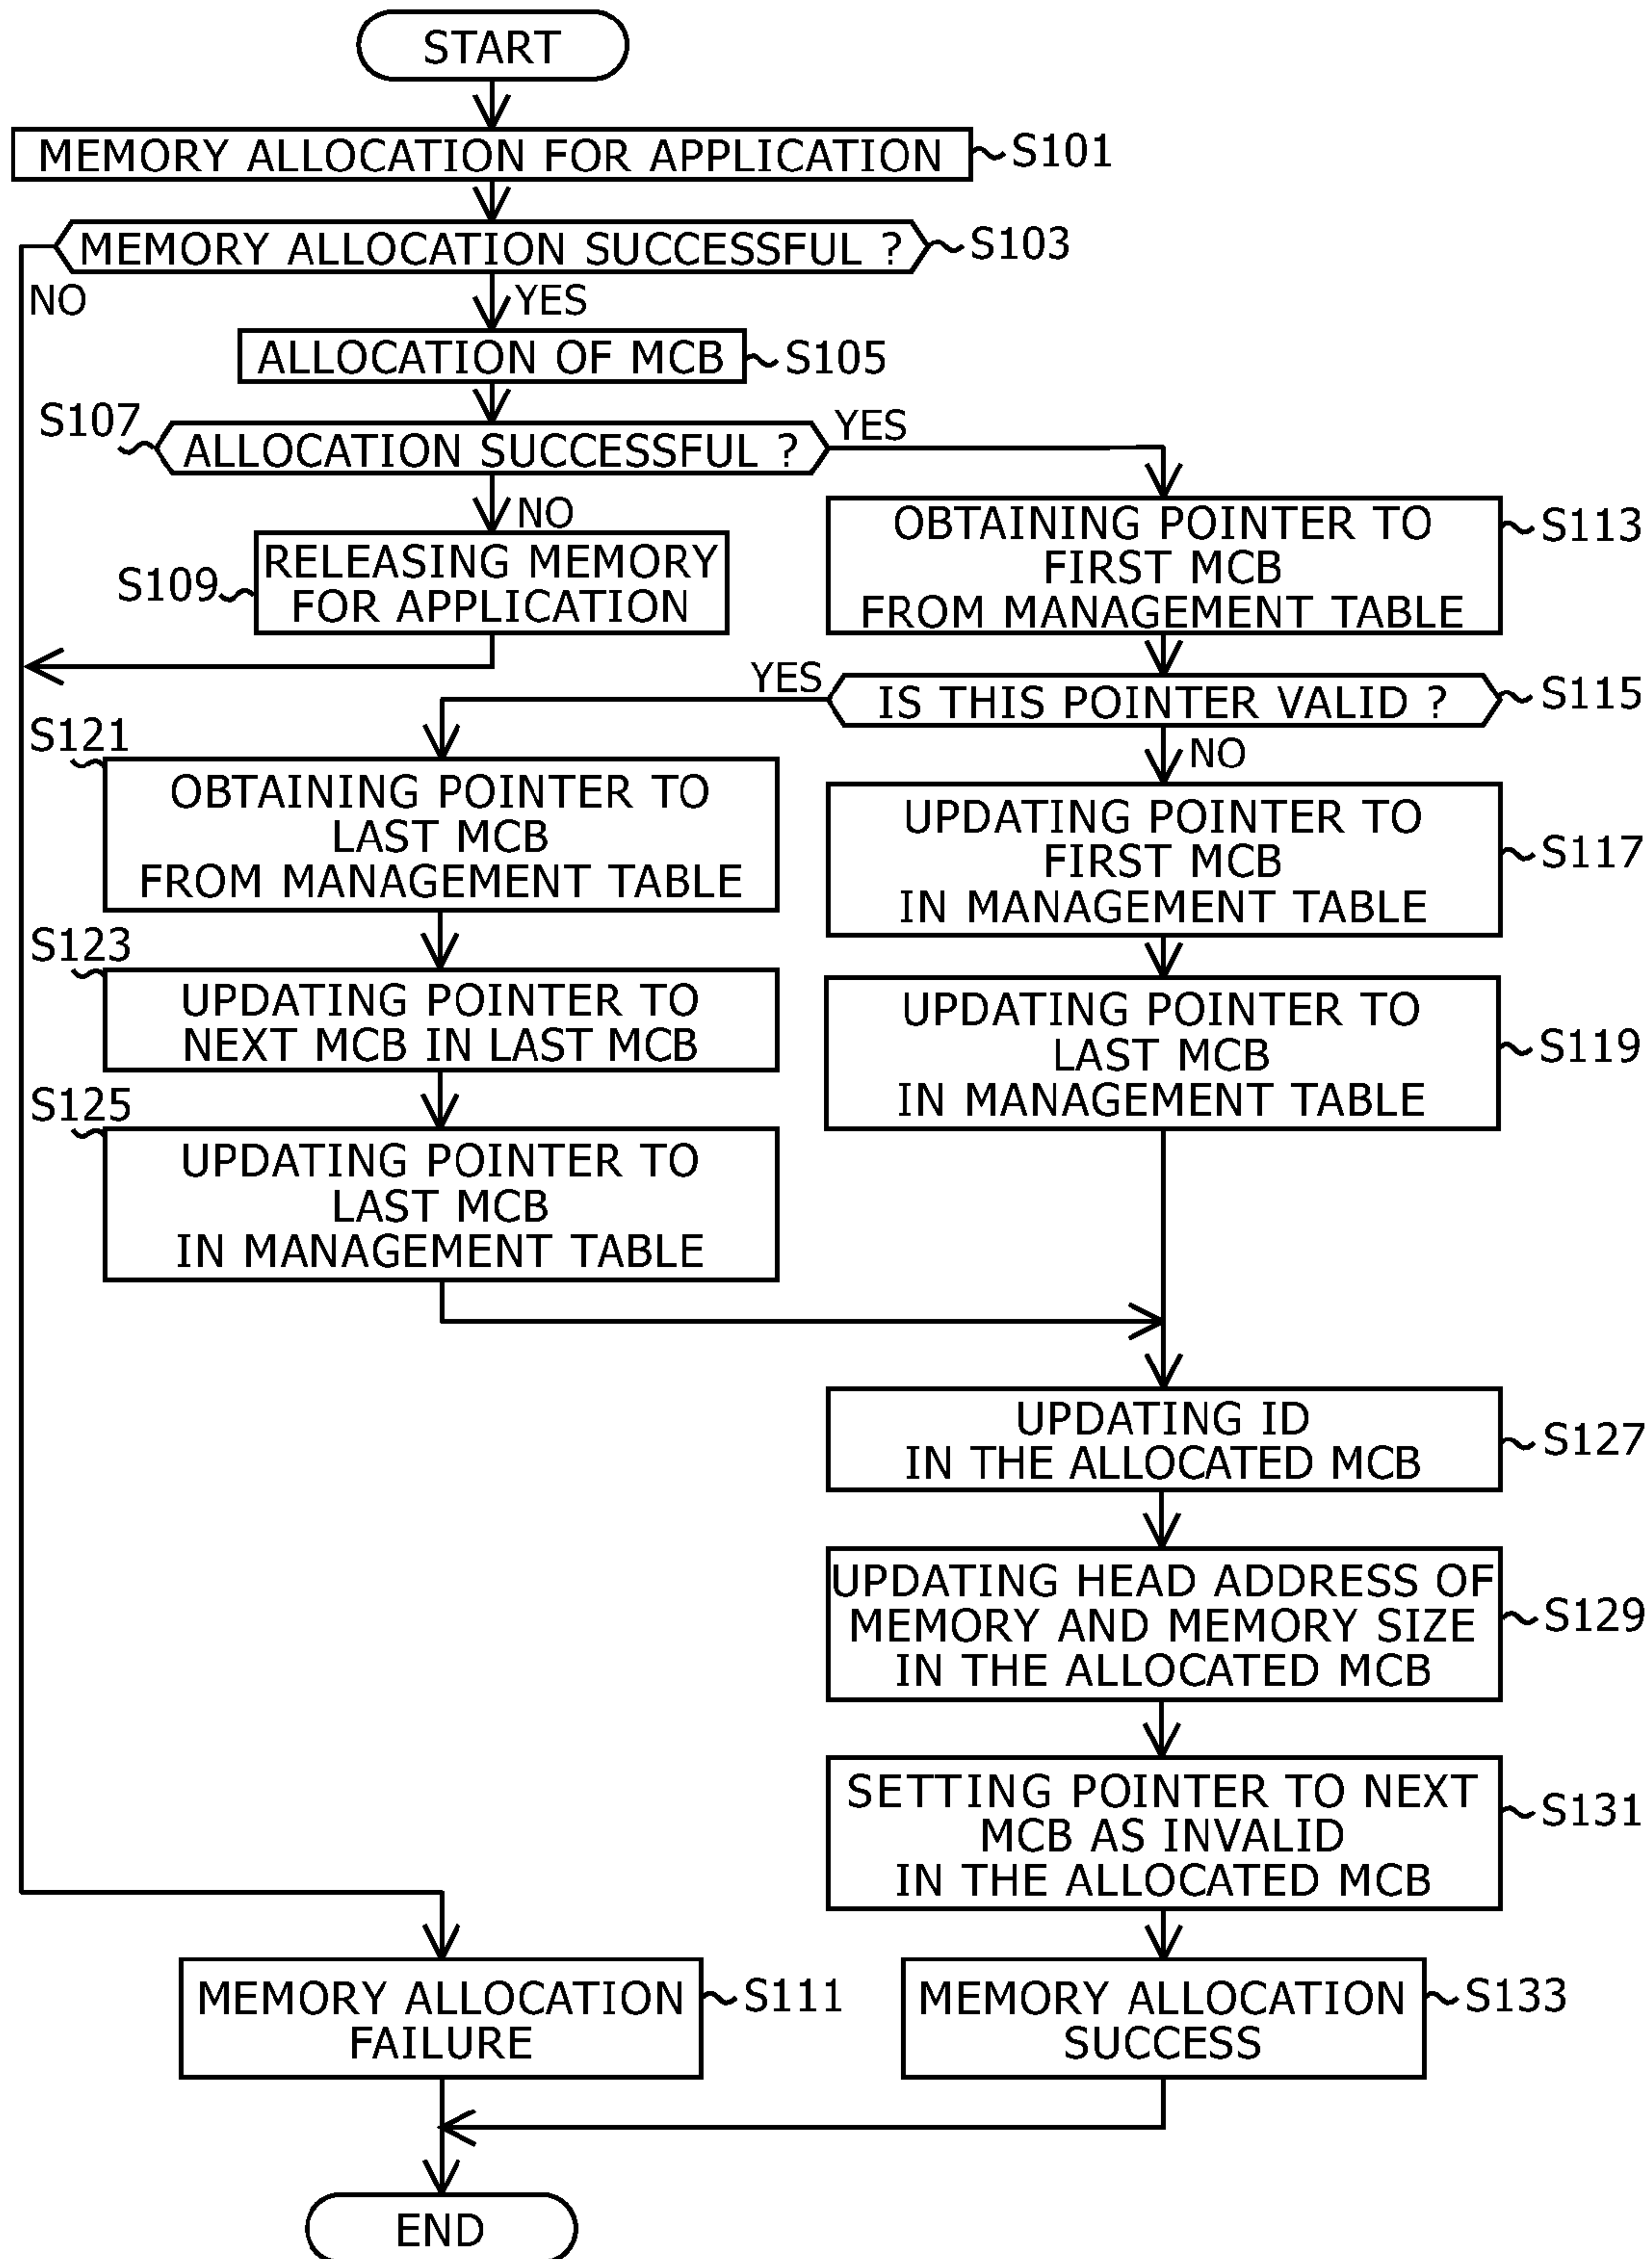 START
MEMORY ALLOCATION FOR APPLICATION
S101
MEMORY ALLOCATION SUCCESSFUL ?
S103
NO
YES
ALLOCATION OF MCB
S105
S107
ALLOCATION SUCCESSFUL ?
YES
NO
S109
RELEASING MEMORY
FOR APPLICATION
OBTAINING POINTER TO
FIRST MCB
FROM MANAGEMENT TABLE
S113
YES
IS THIS POINTER VALID ?
S115
NO
S121
OBTAINING POINTER TO
LAST MCB
FROM MANAGEMENT TABLE
UPDATING POINTER TO
FIRST MCB
IN MANAGEMENT TABLE
S117
S123
UPDATING POINTER TO
NEXT MCB IN LAST MCB
UPDATING POINTER TO
LAST MCB
IN MANAGEMENT TABLE
S119
S125
UPDATING POINTER TO
LAST MCB
IN MANAGEMENT TABLE
UPDATING ID
IN THE ALLOCATED MCB
S127
UPDATING HEAD ADDRESS OF
MEMORY AND MEMORY SIZE
IN THE ALLOCATED MCB
S129
SETTING POINTER TO NEXT
MCB AS INVALID
IN THE ALLOCATED MCB
S131
MEMORY ALLOCATION
FAILURE
S111
MEMORY ALLOCATION
SUCCESS
S133
END